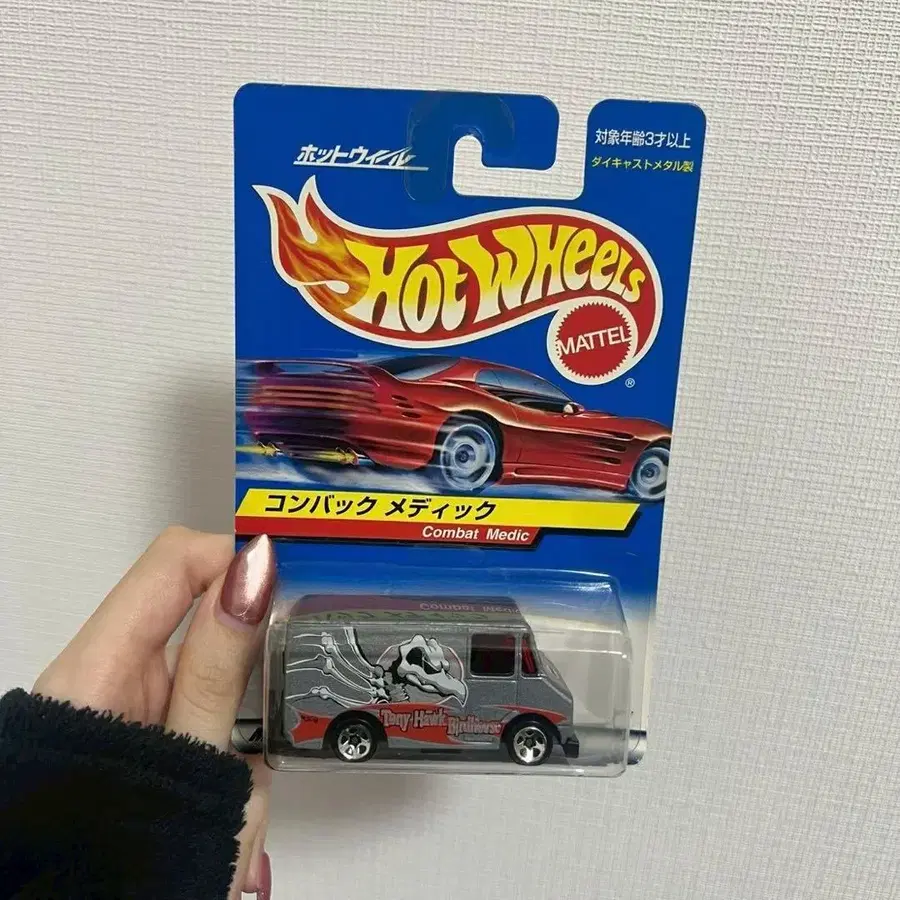 ホットウィール
対象年齢3才以上
ダイキャストメタル製
HOT WHEELS
MATTEL
®
コンバック メディック
Combat Medic
Combat Medic
Tony Hawk
Birdhouse